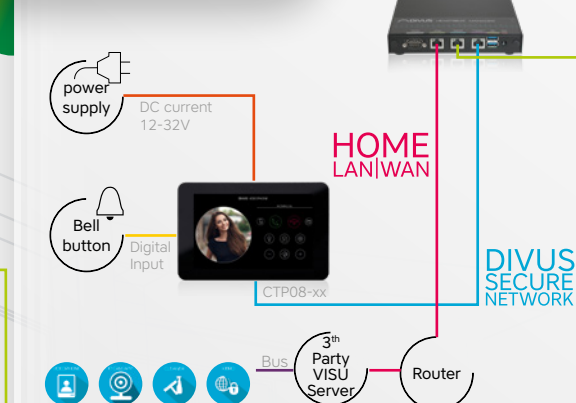 power
supply
DC current
12-32V
HOME
LAN|WAN
Bell
button
Digital
Input
DIVUS
SECURE
NETWORK
CTP08-xx
Bus
3th
Party
VISU
Server
Router